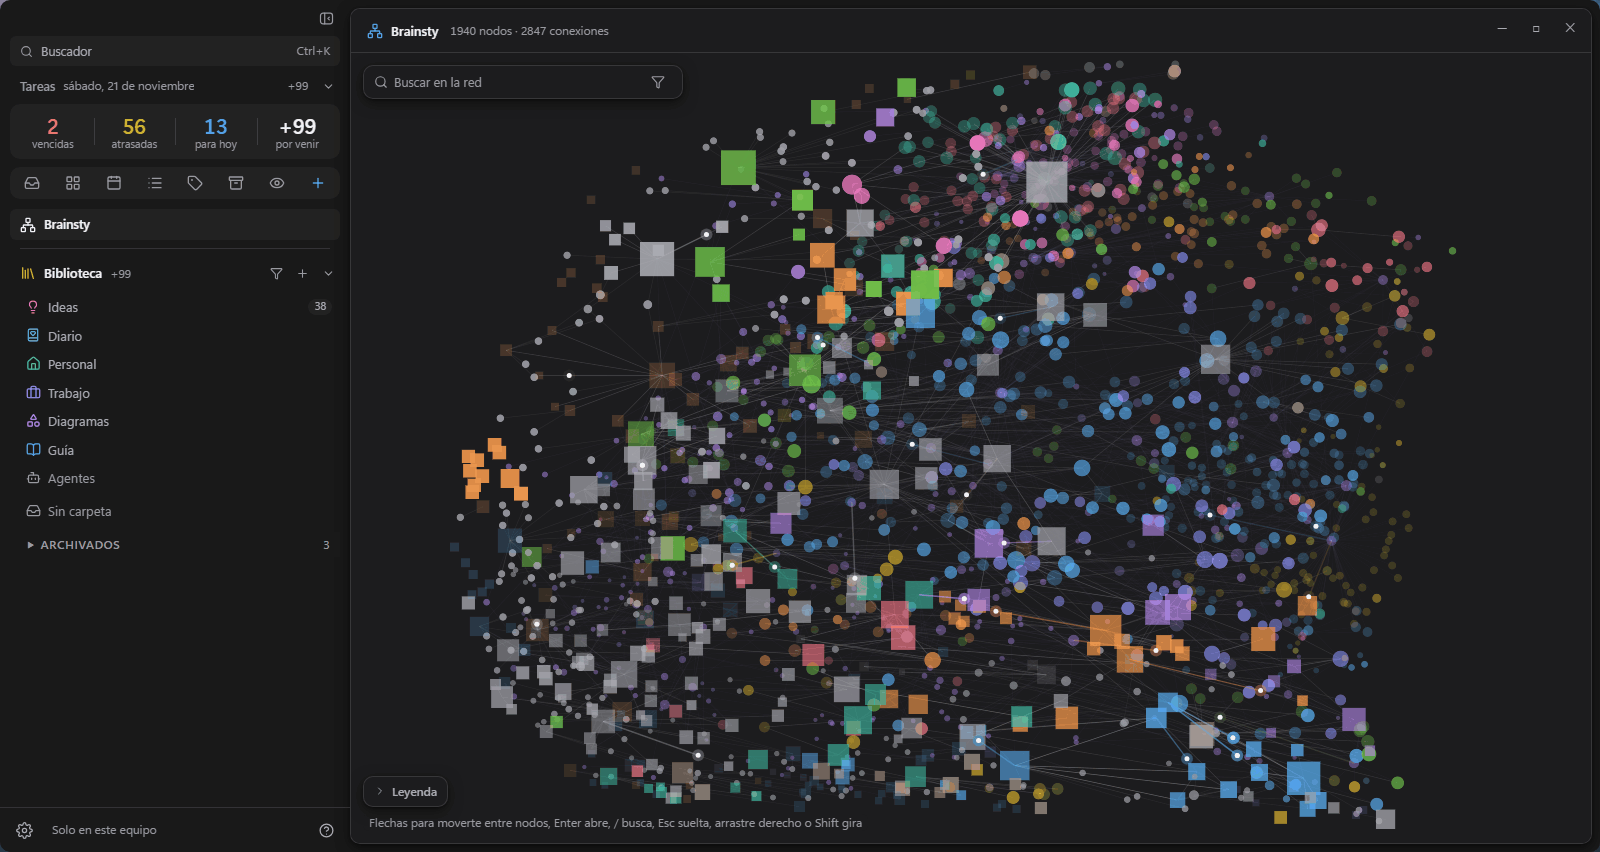 Buscador Ctrl+K
Tareas sábado, 21 de noviembre +99
2 56 13 +99
vencidas atrasadas para hoy por venir
Brainsty
Biblioteca +99
Ideas 38
Diario
Personal
Trabajo
Diagramas
Guía
Agentes
Sin carpeta
ARCHIVADOS 3
Solo en este equipo
Brainsty 1940 nodos · 2847 conexiones
Buscar en la red
Leyenda
Flechas para moverte entre nodos, Enter abre, / busca, Esc suelta, arrastre derecho o Shift gira